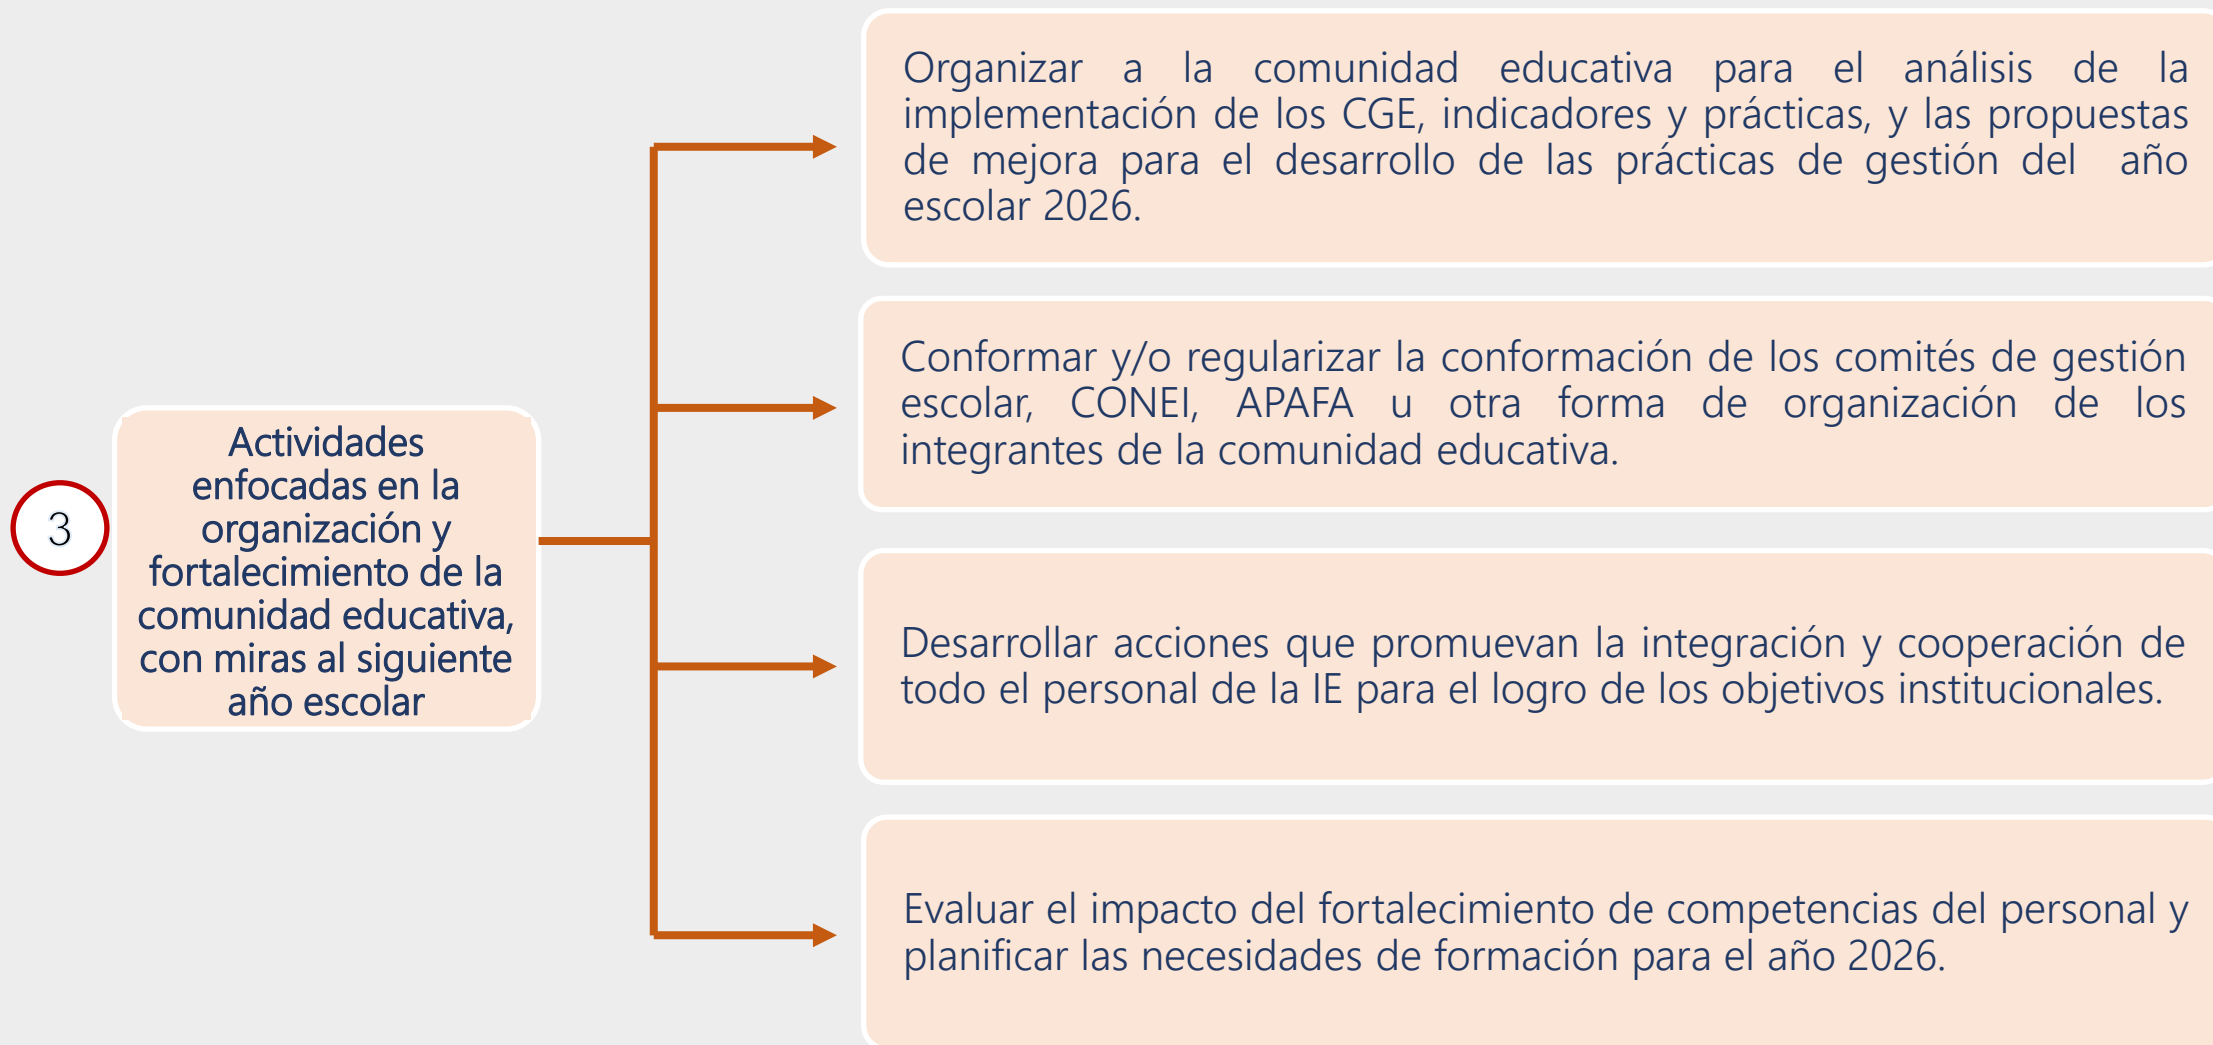 3
Actividades
enfocadas en la
organización y
fortalecimiento de la
comunidad educativa,
con miras al siguiente
año escolar
Organizar a la comunidad educativa para el análisis de la
implementación de los CGE, indicadores y prácticas, y las propuestas
de mejora para el desarrollo de las prácticas de gestión del año
escolar 2026.
Conformar y/o regularizar la conformación de los comités de gestión
escolar, CONEI, APAFA u otra forma de organización de los
integrantes de la comunidad educativa.
Desarrollar acciones que promuevan la integración y cooperación de
todo el personal de la IE para el logro de los objetivos institucionales.
Evaluar el impacto del fortalecimiento de competencias del personal y
planificar las necesidades de formación para el año 2026.